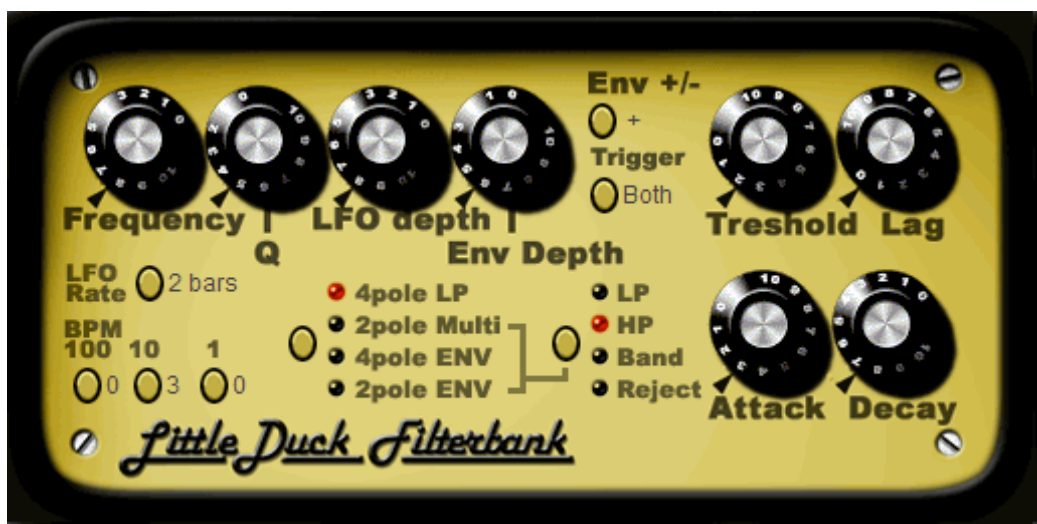 Env +/-
+
Trigger
Both
Frequency
Q
LFO depth
Env Depth
Treshold
Lag
LFO
Rate
2 bars
BPM
100 10 1
0 3 0
4pole LP
2pole Multi
4pole ENV
2pole ENV
LP
HP
Band
Reject
Attack
Decay
Little Duck Filterbank